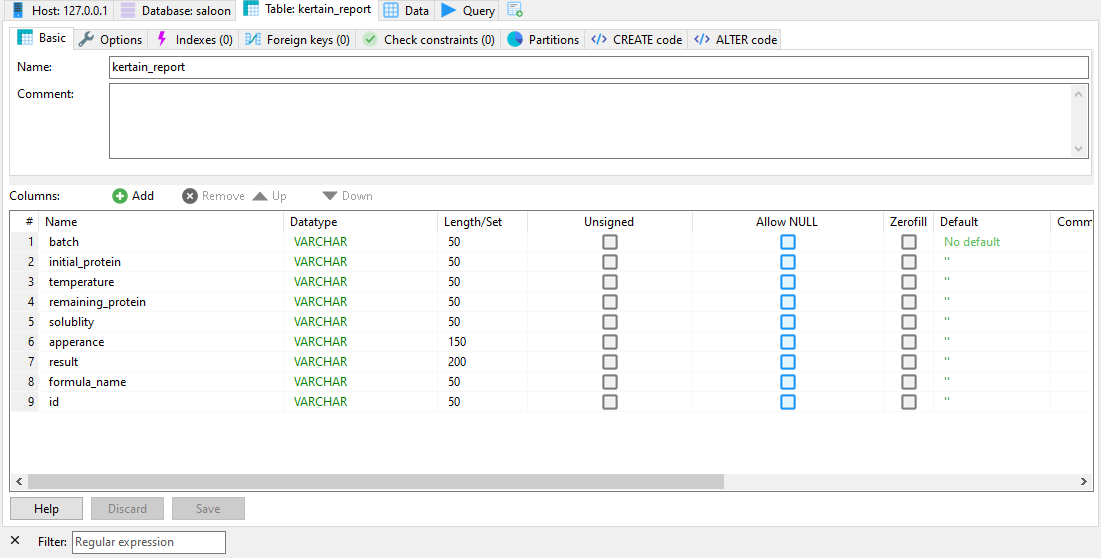 Host: 127.0.0.1 Database: saloon Table: kertain_report Data Query
Basic Options Indexes (0) Foreign keys (0) Check constraints (0) Partitions CREATE code ALTER code
Name: kertain_report
Comment:
Columns: Add Remove Up Down
# Name Datatype Length/Set Unsigned Allow NULL Zerofill Default Comm
1 batch VARCHAR 50 No default
2 initial_protein VARCHAR 50 ''
3 temperature VARCHAR 50 ''
4 remaining_protein VARCHAR 50 ''
5 solublity VARCHAR 50 ''
6 apperance VARCHAR 150 ''
7 result VARCHAR 200 ''
8 formula_name VARCHAR 50 ''
9 id VARCHAR 50 ''
Help Discard Save
Filter: Regular expression